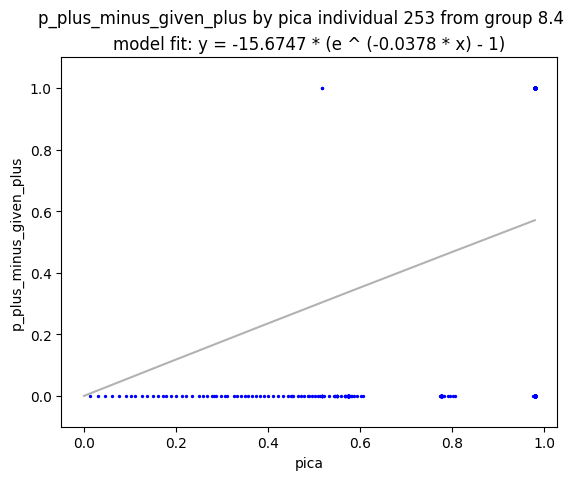 p_plus_minus_given_plus by pica individual 253 from group 8.4
model fit: y = -15.6747 * (e ^ (-0.0378 * x) - 1)
p_plus_minus_given_plus
1.0
0.8
0.6
0.4
0.2
0.0
0.0 0.2 0.4 0.6 0.8 1.0
pica